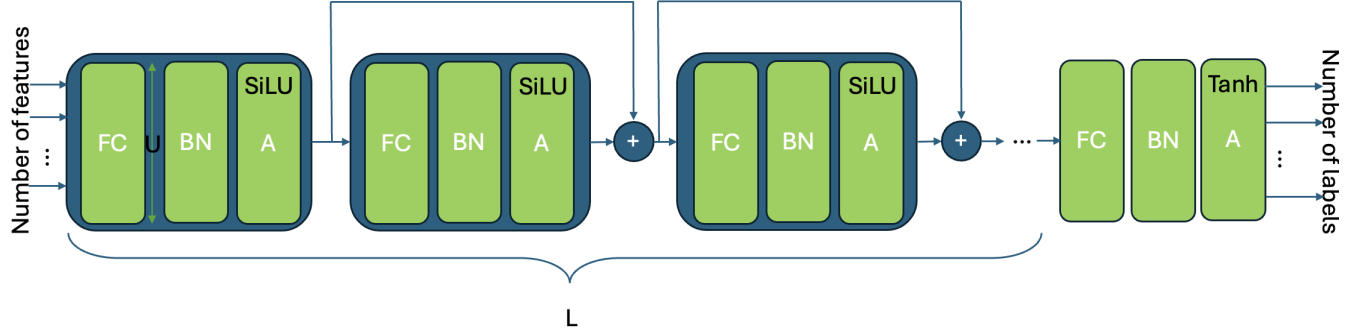 Number of features
...
FC
U
BN
SiLU
A
FC
BN
SiLU
A
+
FC
BN
SiLU
A
+
...
FC
BN
Tanh
A
...
Number of labels
L